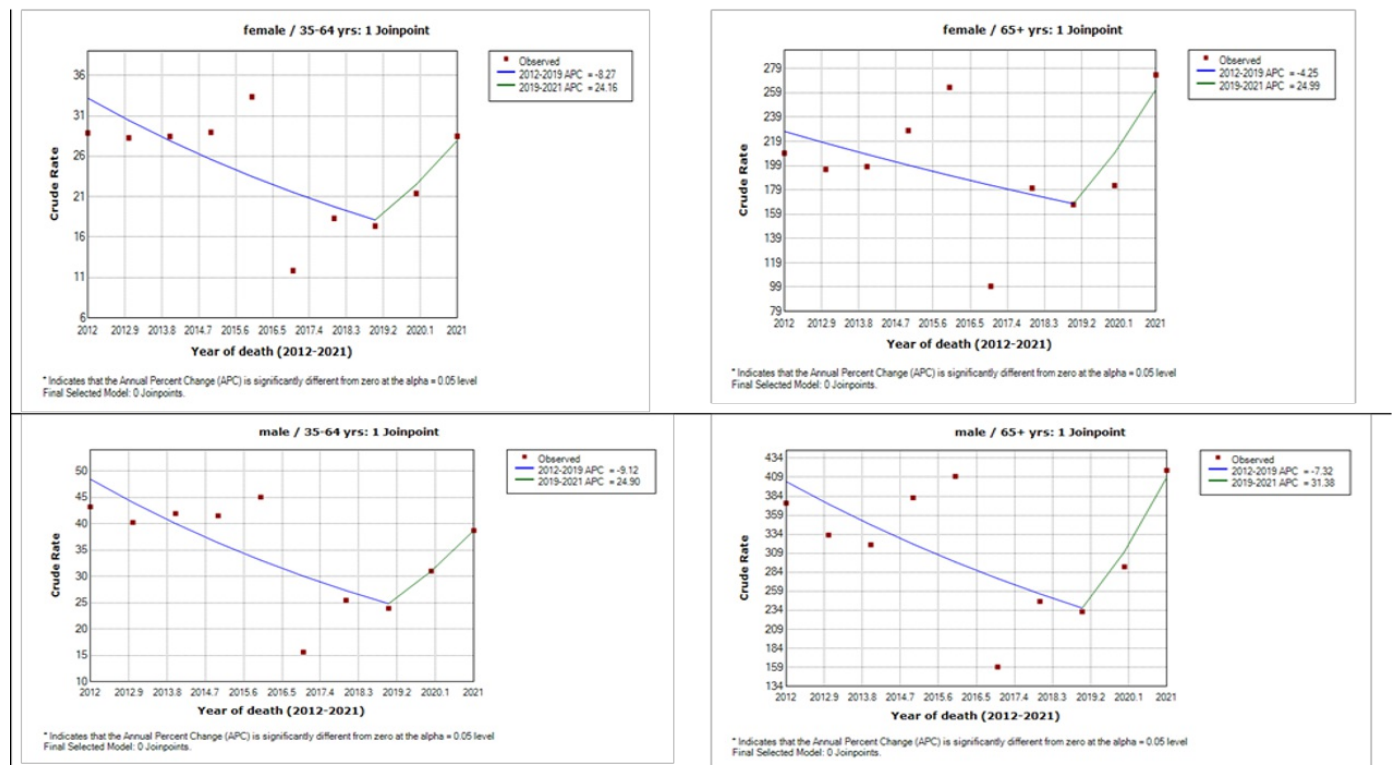 female / 35-64 yrs: 1 Joinpoint
Observed
2012-2019 APC = -8.27
2019-2021 APC = 24.16
Crude Rate
36
31
26
21
16
11
6
2012 2012.9 2013.8 2014.7 2015.6 2016.5 2017.4 2018.3 2019.2 2020.1 2021
Year of death (2012-2021)
* Indicates that the Annual Percent Change (APC) is significantly different from zero at the alpha = 0.05 level
Final Selected Model: 0 Joinpoints.
female / 65+ yrs: 1 Joinpoint
Observed
2012-2019 APC = -4.25
2019-2021 APC = 24.99
Crude Rate
279
259
239
219
199
179
159
139
119
99
79
2012 2012.9 2013.8 2014.7 2015.6 2016.5 2017.4 2018.3 2019.2 2020.1 2021
Year of death (2012-2021)
* Indicates that the Annual Percent Change (APC) is significantly different from zero at the alpha = 0.05 level
Final Selected Model: 0 Joinpoints.
male / 35-64 yrs: 1 Joinpoint
Observed
2012-2019 APC = -9.12
2019-2021 APC = 24.90
Crude Rate
50
45
40
35
30
25
20
15
10
2012 2012.9 2013.8 2014.7 2015.6 2016.5 2017.4 2018.3 2019.2 2020.1 2021
Year of death (2012-2021)
* Indicates that the Annual Percent Change (APC) is significantly different from zero at the alpha = 0.05 level
Final Selected Model: 0 Joinpoints.
male / 65+ yrs: 1 Joinpoint
Observed
2012-2019 APC = -7.32
2019-2021 APC = 31.38
Crude Rate
434
409
384
359
334
309
284
259
234
209
184
159
134
2012 2012.9 2013.8 2014.7 2015.6 2016.5 2017.4 2018.3 2019.2 2020.1 2021
Year of death (2012-2021)
* Indicates that the Annual Percent Change (APC) is significantly different from zero at the alpha = 0.05 level
Final Selected Model: 0 Joinpoints.